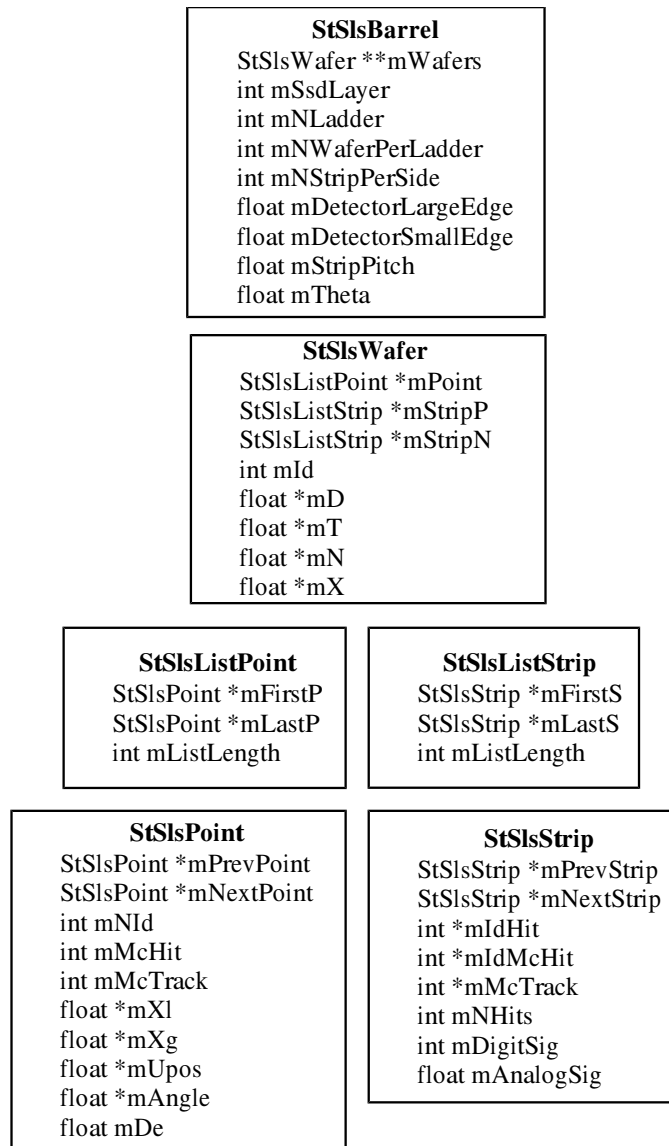 StSlsBarrel
StSlsWafer **mWafers
int mSsdLayer
int mNLadder
int mNWaferPerLadder
int mNStripPerSide
float mDetectorLargeEdge
float mDetectorSmallEdge
float mStripPitch
float mTheta
StSlsWafer
StSlsListPoint *mPoint
StSlsListStrip *mStripP
StSlsListStrip *mStripN
int mId
float *mD
float *mT
float *mN
float *mX
StSlsListPoint
StSlsPoint *mFirstP
StSlsPoint *mLastP
int mListLength
StSlsListStrip
StSlsStrip *mFirstS
StSlsStrip *mLastS
int mListLength
StSlsPoint
StSlsPoint *mPrevPoint
StSlsPoint *mNextPoint
int mNId
int mMcHit
int mMcTrack
float *mXl
float *mXg
float *mUpos
float *mAngle
float mDe
StSlsStrip
StSlsStrip *mPrevStrip
StSlsStrip *mNextStrip
int *mIdHit
int *mIdMcHit
int *mMcTrack
int mNHits
int mDigitSig
float mAnalogSig